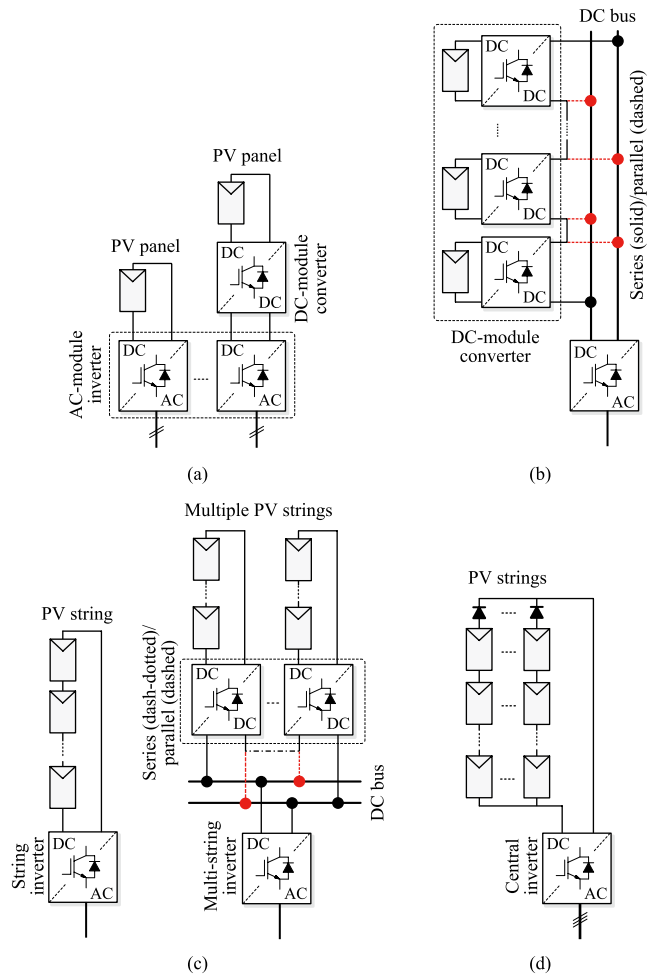 PV panel
PV panel
DC
DC
DC-module
converter
DC
AC
DC
AC
AC-module
inverter
(a)
DC bus
DC
DC
DC
DC
DC
DC
Series (solid)/parallel (dashed)
DC-module
converter
DC
AC
(b)
PV string
DC
AC
String
inverter
Multiple PV strings
DC
DC
DC
DC
Series (dash-dotted)/
parallel (dashed)
DC bus
DC
AC
Multi-string
inverter
(c)
PV strings
DC
AC
Central
inverter
(d)